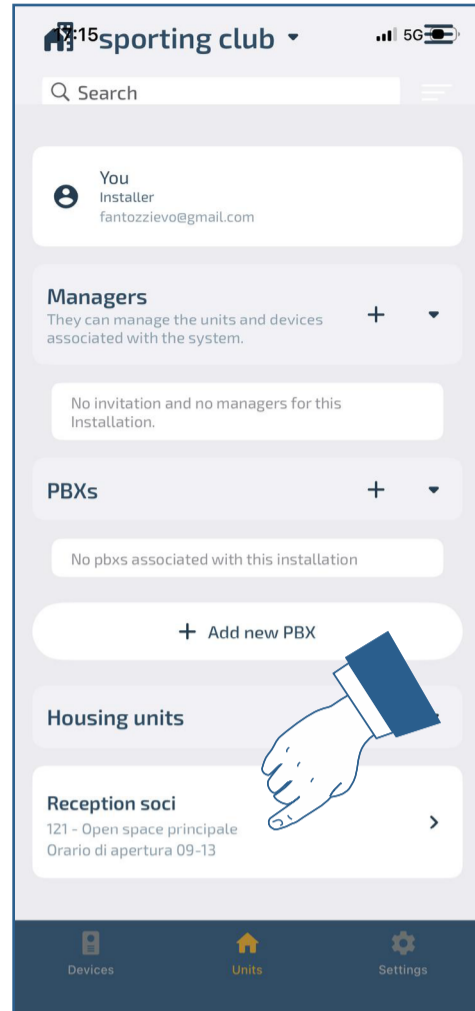 17:15
sporting club
5G
Search
You
Installer
fantozzievo@gmail.com
Managers
They can manage the units and devices
associated with the system.
No invitation and no managers for this
Installation.
PBXs
No pbxs associated with this installation
+ Add new PBX
Housing units
Reception soci
121 - Open space principale
Orario di apertura 09-13
Devices
Units
Settings